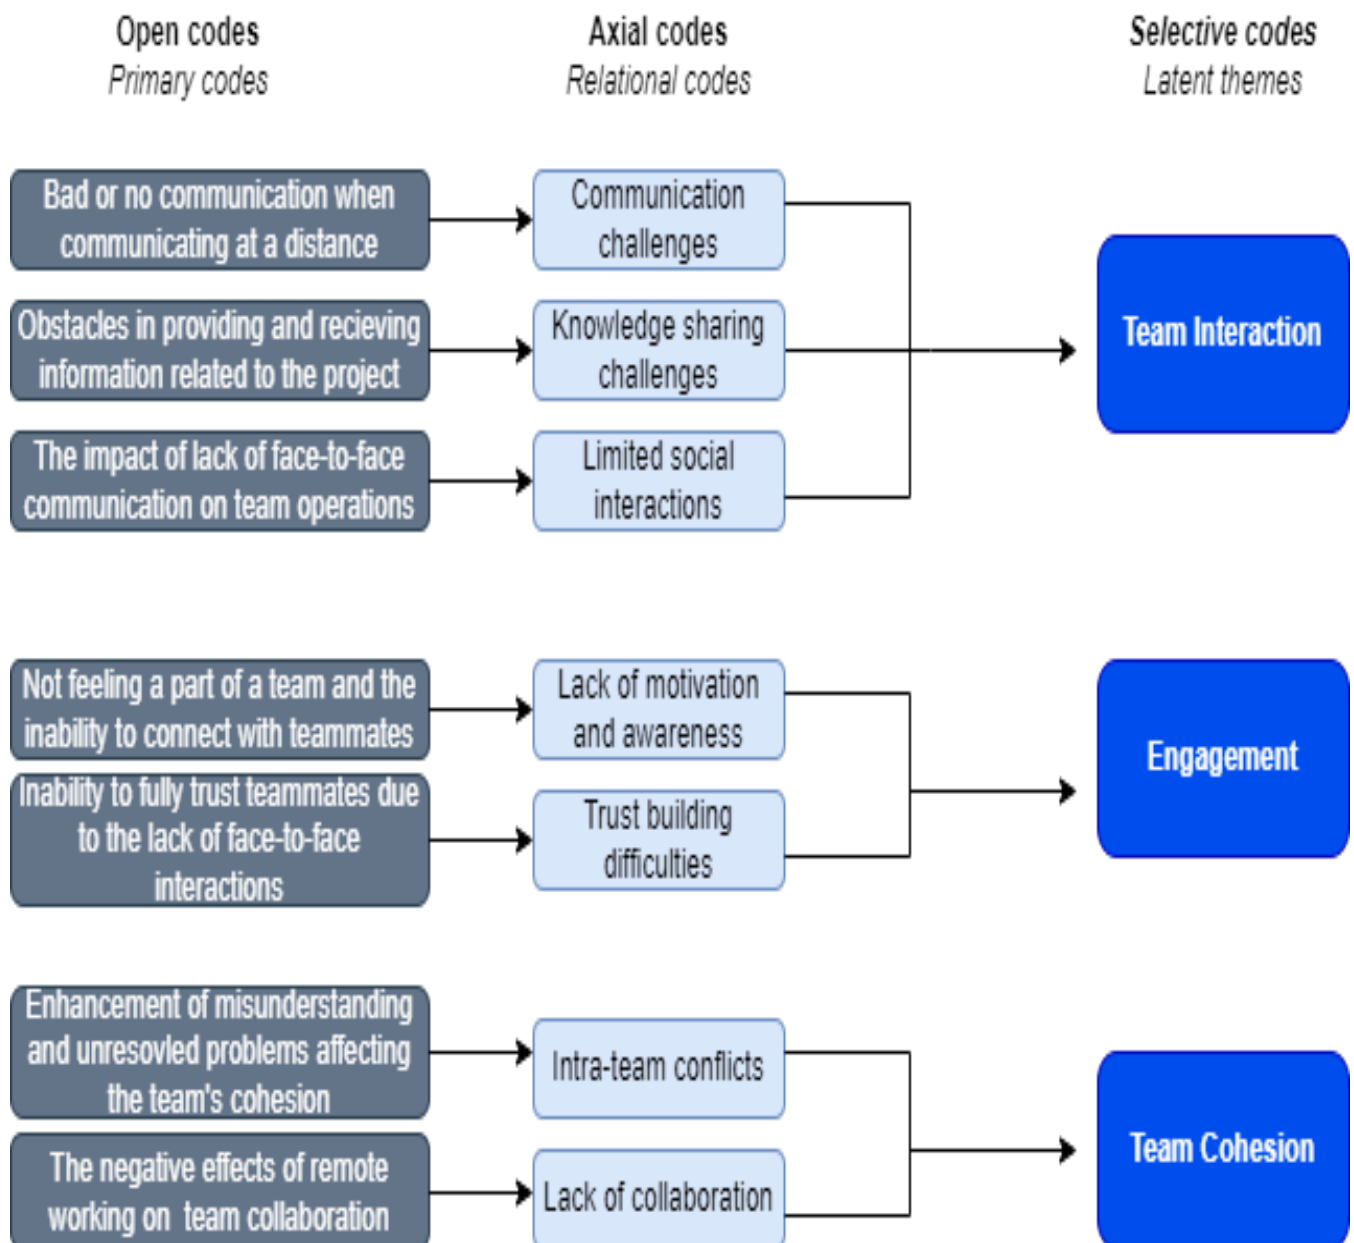 Open codes
Primary codes
Axial codes
Relational codes
Selective codes
Latent themes
Bad or no communication when
communicating at a distance
Communication
challenges
Obstacles in providing and recieving
information related to the project
Knowledge sharing
challenges
The impact of lack of face-to-face
communication on team operations
Limited social
interactions
Team Interaction
Not feeling a part of a team and the
inability to connect with teammates
Lack of motivation
and awareness
Inability to fully trust teammates due
to the lack of face-to-face
interactions
Trust building
difficulties
Engagement
Enhancement of misunderstanding
and unresovled problems affecting
the team's cohesion
Intra-team conflicts
The negative effects of remote
working on team collaboration
Lack of collaboration
Team Cohesion